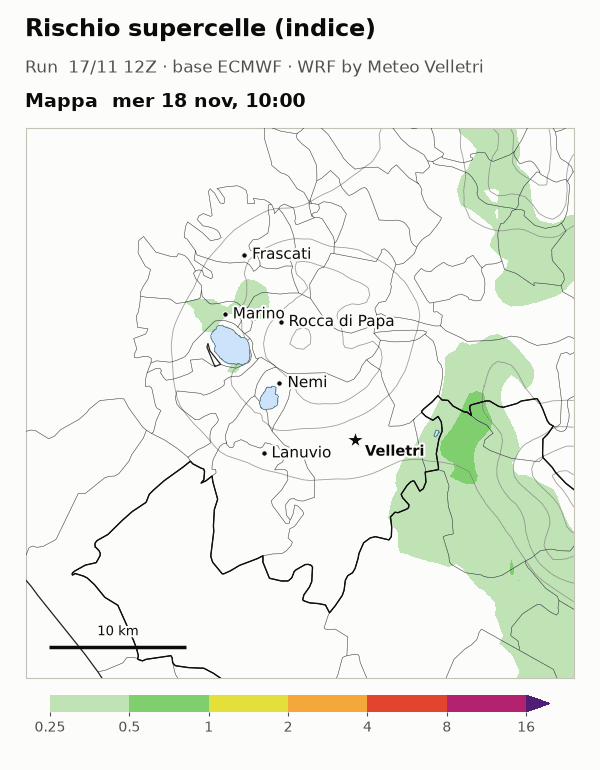 Rischio supercelle (indice)
Run 17/11 12Z · base ECMWF · WRF by Meteo Velletri
Mappa mer 18 nov, 10:00
Frascati
Marino
Rocca di Papa
Nemi
Velletri
Lanuvio
10 km
0.25 0.5 1 2 4 8 16